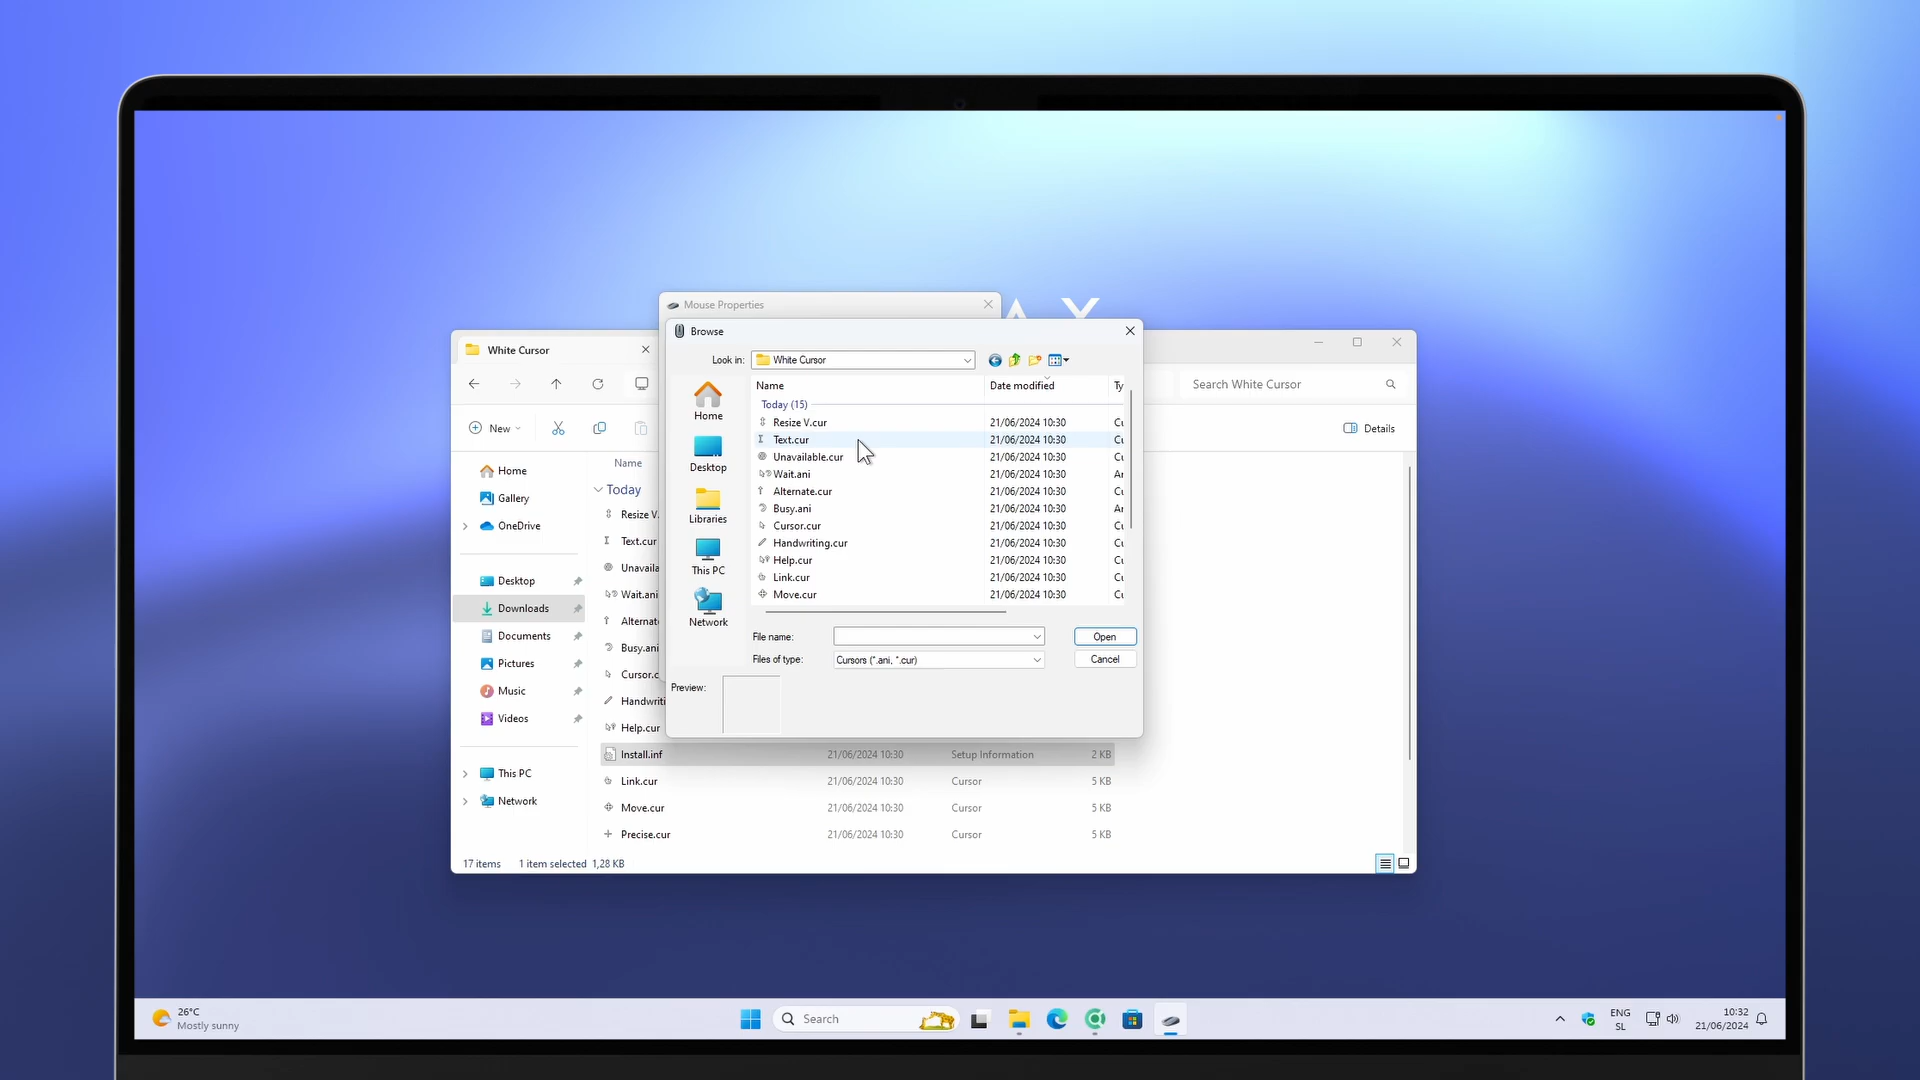 Mouse Properties
Browse
Look in:
White Cursor
Name
Date modified
Today (15)
Resize V.cur
21/06/2024 10:30
Text.cur
21/06/2024 10:30
Unavailable.cur
21/06/2024 10:30
Wait.ani
21/06/2024 10:30
Alternate.cur
21/06/2024 10:30
Busy.ani
21/06/2024 10:30
Cursor.cur
21/06/2024 10:30
Handwriting.cur
21/06/2024 10:30
Help.cur
21/06/2024 10:30
Link.cur
21/06/2024 10:30
Move.cur
21/06/2024 10:30
Home
Desktop
Libraries
This PC
Network
File name:
Open
Files of type:
Cursors (*.ani, *.cur)
Cancel
Preview:
White Cursor
Search White Cursor
New
Details
Home
Gallery
OneDrive
Desktop
Downloads
Documents
Pictures
Music
Videos
This PC
Network
Name
Today
Resize V.
Text.cur
Unavaila
Wait.ani
Alternat
Busy.ani
Cursor.c
Handwriti
Help.cur
Install.inf 21/06/2024 10:30 Setup Information 2 KB
Link.cur 21/06/2024 10:30 Cursor 5 KB
Move.cur 21/06/2024 10:30 Cursor 5 KB
Precise.cur 21/06/2024 10:30 Cursor 5 KB
17 items 1 item selected 1,28 KB
26°C
Mostly sunny
Search
ENG
SL
10:32
21/06/2024